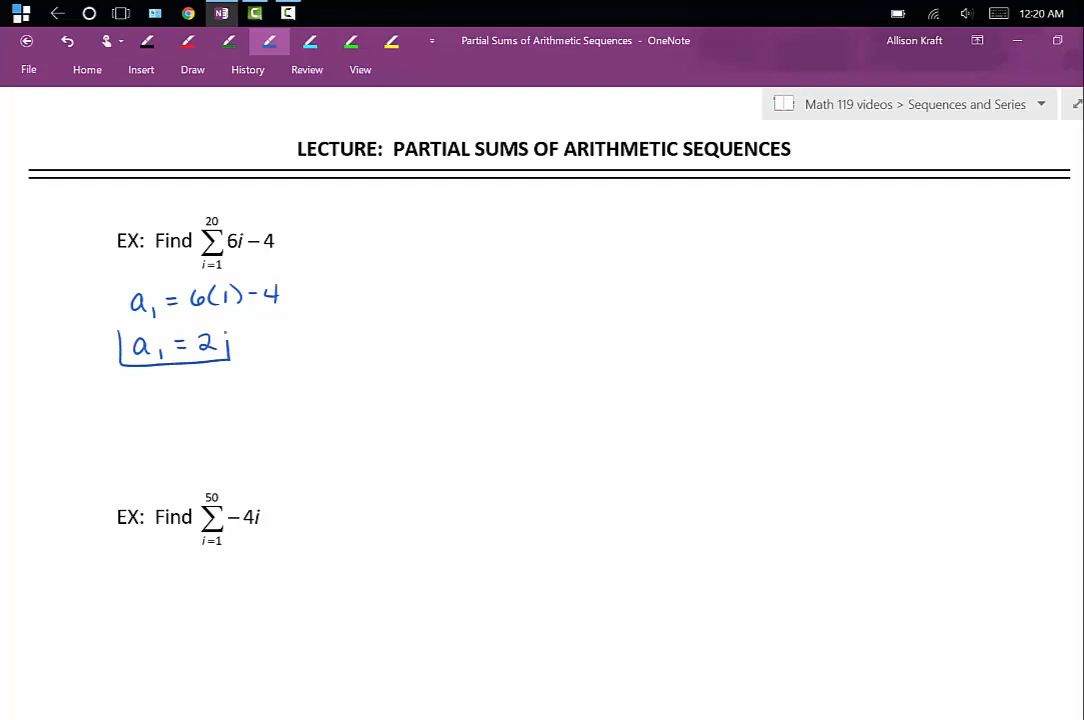 12:20 AM
Partial Sums of Arithmetic Sequences - OneNote
Allison Kraft
File Home Insert Draw History Review View
Math 119 videos > Sequences and Series
LECTURE: PARTIAL SUMS OF ARITHMETIC SEQUENCES
20
EX: Find ∑ 6i – 4
i=1
a₁ = 6(1) - 4
a₁ = 2
50
EX: Find ∑ – 4i
i=1